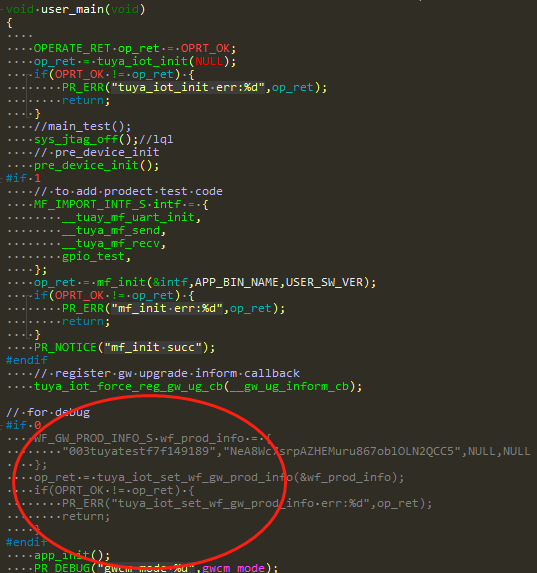 void user_main(void)
{
    OPERATE_RET op_ret = OPRT_OK;
    op_ret = tuya_iot_init(NULL);
    if(OPRT_OK != op_ret) {
        PR_ERR("tuya_iot_init err:%d",op_ret);
        return;
    }
    //main_test();
    sys_jtag_off();//lql
    // pre_device_init
    pre_device_init();
#if 1
    // to add prodect test code
    MF_IMPORT_INTF_S intf = {
        __tuay_mf_uart_init,
        __tuya_mf_send,
        __tuya_mf_recv,
        gpio_test,
    };
    op_ret = mf_init(&intf,APP_BIN_NAME,USER_SW_VER);
    if(OPRT_OK != op_ret) {
        PR_ERR("mf_init err:%d",op_ret);
        return;
    }
    PR_NOTICE("mf_init succ");
#endif
    // register gw upgrade inform callback
    tuya_iot_force_reg_gw_ug_cb(__gw_ug_inform_cb);
// for debug
#if 0
    WF_GW_PROD_INFO_S wf_prod_info = {
        "003tuyatestf7f149189","NeA8Wc7srpAZHEMuru867oblOLN2QCC5",NULL,NULL
    };
    op_ret = tuya_iot_set_wf_gw_prod_info(&wf_prod_info);
    if(OPRT_OK != op_ret) {
        PR_ERR("tuya_iot_set_wf_gw_prod_info err:%d",op_ret);
        return;
    }
#endif
    app_init();
    PR_DEBUG("gwcm mode %d",gwcm_mode);